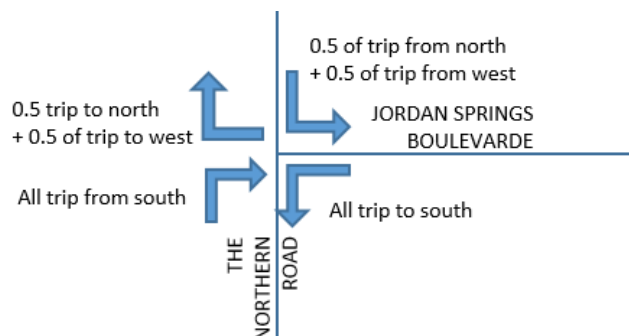 0.5 of trip from north
+ 0.5 of trip from west
0.5 trip to north
+ 0.5 of trip to west
JORDAN SPRINGS
BOULEVARDE
All trip from south
All trip to south
THE
NORTHERN
ROAD